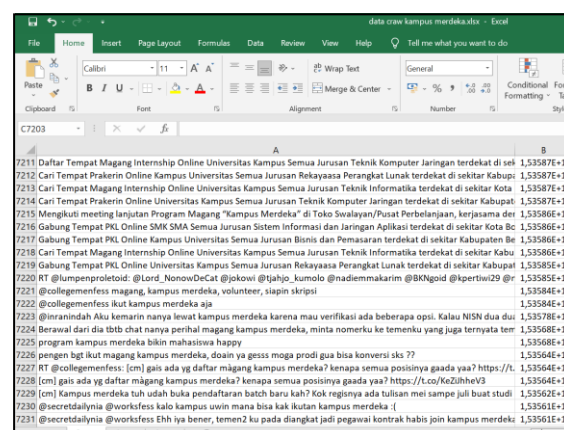 data craw kampus merdeka.xlsx - Excel
File Home Insert Page Layout Formulas Data Review View Help Tell me what you want to do
Cut Calibri 11 A A Wrap Text General
Paste B I U A Merge & Center % Conditional Formatting
Clipboard Font Alignment Number
C7203 fx
A B
7211 Daftar Tempat Magang Internship Online Universitas Kampus Semua Jurusan Teknik Komputer Jaringan terdekat di sek 1,53587E+1
7212 Cari Tempat Prakerin Online Kampus Universitas Semua Jurusan Rekayaasa Perangkat Lunak terdekat di sekitar Kabupa 1,53587E+1
7213 Cari Tempat Magang Internship Online Universitas Kampus Semua Jurusan Teknik Informatika terdekat di sekitar Kota 1,53587E+1
7214 Cari Tempat Prakerin Online Universitas Kampus Semua Jurusan Teknik Komputer Jaringan terdekat di sekitar Kabupat 1,53586E+1
7215 Mengikuti meeting lanjutan Program Magang "Kampus Merdeka" di Toko Swalayan/Pusat Perbelanjaan, kerjasama der 1,53586E+1
7216 Gabung Tempat PKL Online SMK SMA Semua Jurusan Sistem Informasi dan Jaringan Aplikasi terdekat di sekitar Kota Bo 1,53586E+1
7217 Gabung Tempat PKL Online Kampus Universitas Semua Jurusan Bisnis dan Pemasaran terdekat di sekitar Kabupaten Be 1,53586E+1
7218 Cari Tempat Magang Internship Online Universitas Kampus Semua Jurusan Teknik Informatika terdekat di sekitar Kabu 1,53586E+1
7219 Gabung Tempat PKL Online Universitas Kampus Semua Jurusan Rekayaasa Perangkat Lunak terdekat di sekitar Kabupat 1,53586E+1
7220 RT @lumpenproletoid: @Lord_NonowDeCat @jokowi @tjahjo_kumolo @nadiemmakarim @BKNgoid @kpertiwi29 @r 1,53585E+1
7221 @collegemenfess magang, kampus merdeka, volunteer, siapin skripsi 1,53584E+1
7222 @collegemenfess ikut kampus merdeka aja 1,53584E+1
7223 @inranindah Aku kemarin nanya lewat kampus merdeka karena mau verifikasi ada beberapa opsi. Kalau NISN dua dua 1,53578E+1
7224 Berawal dari dia tbtb chat nanya perihal magang kampus merdeka, minta nomerku ke temenku yang juga ternyata tem 1,53574E+1
7225 program kampus merdeka bikin mahasiswa happy 1,53568E+1
7226 pengen bgt ikut magang kampus merdeka, doain ya gesss moga prodi gua bisa konversi sks ?? 1,53564E+1
7227 RT @collegemenfess: [cm] gais ada yg daftar màgang kampus merdeka? kenapa semua posisinya gaada yaa? https://t. 1,53564E+1
7228 [cm] gais ada yg daftar màgang kampus merdeka? kenapa semua posisinya gaada yaa? https://t.co/KeZiJhheV3 1,53564E+1
7229 [cm] Kampus merdeka tuh udah buka pendaftaran batch baru kah? Kok regisnya ada tulisan mei sampe juli buat studi 1,53562E+1
7230 @secretdailynia @worksfess kalo kampus uwin mana bisa kak ikutan kampus merdeka :( 1,53561E+1
7231 @secretdailynia @worksfess Ehh iya bener, temen2 ku pada diangkat jadi pegawai kontrak habis join kampus merdeka 1,53561E+1